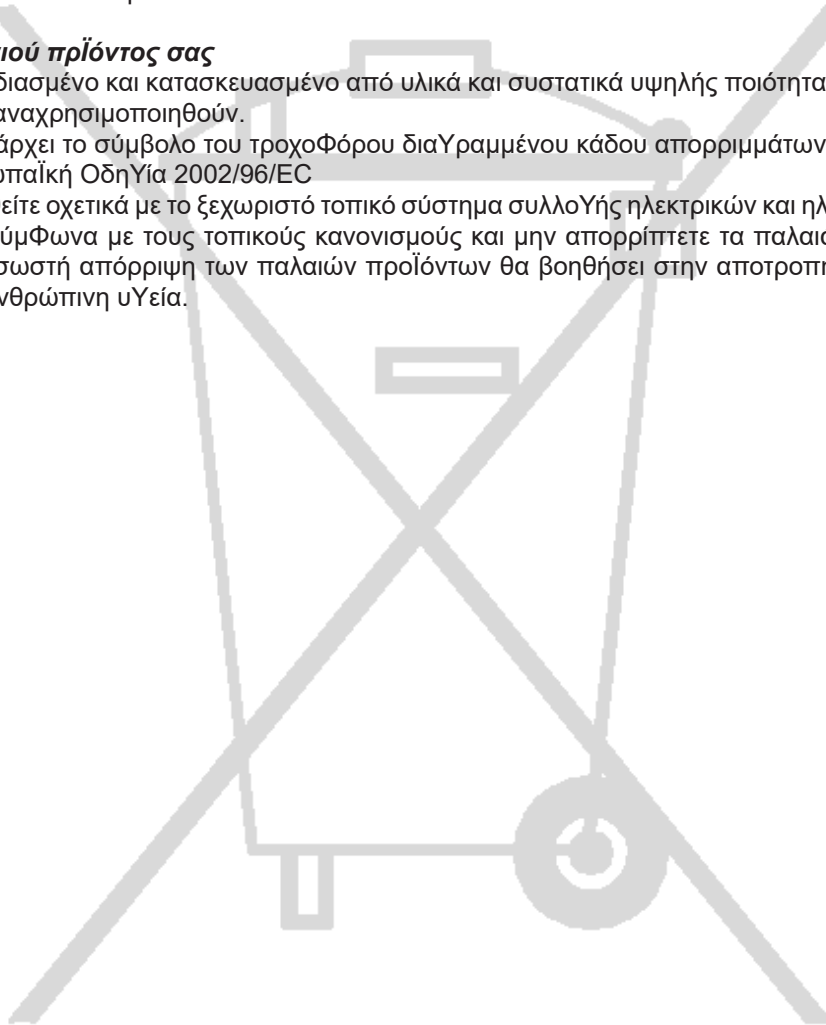 ιού πρΪόντος σας
διασμένο και κατασκευασμένο από υλικά και συστατικά υψηλής ποιότητα
αναχρησιμοποιηθούν.
άρχει το σύμβολο του τροχοΦόρου διαΥραμμένου κάδου απορριμμάτων
ωπαΪκή ΟδηΥία 2002/96/EC
είτε οχετικά με το ξεχωριστό τοπικό σύστημα συλλοΥής ηλεκτρικών και ηλ
ύμΦωνα με τους τοπικούς κανονισμούς και μην απορρίπτετε τα παλαιο
σωστή απόρριψη των παλαιών προΪόντων θα βοηθήσει στην αποτροπή
νθρώπινη υΥεία.